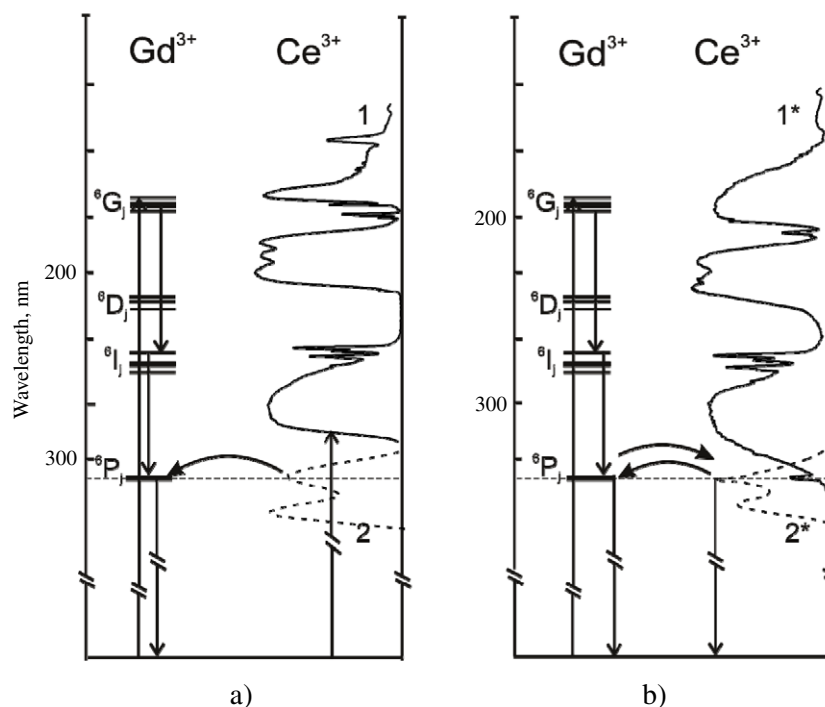 Gd3+ Ce3+
1
6Gj
200
6Dj
6Ij
300
6Pj
2
Wavelength, nm
a)
Gd3+ Ce3+
1*
6Gj
200
6Dj
6Ij
300
6Pj
2*
b)